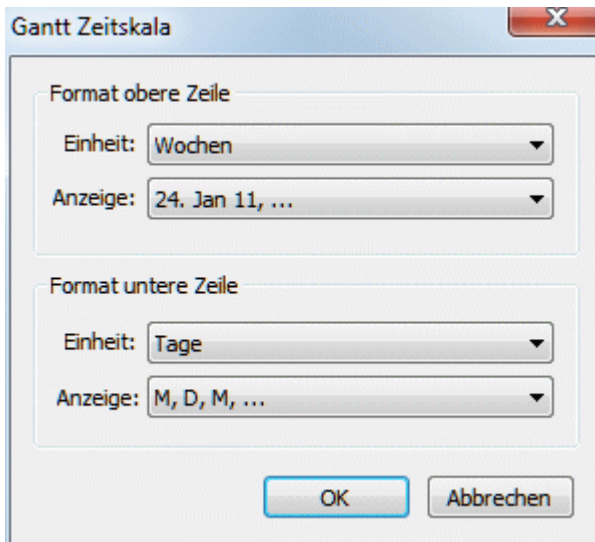 Gantt Zeitskala
Format obere Zeile
Einheit: Wochen
Anzeige: 24. Jan 11, ...
Format untere Zeile
Einheit: Tage
Anzeige: M, D, M, ...
OK Abbrechen